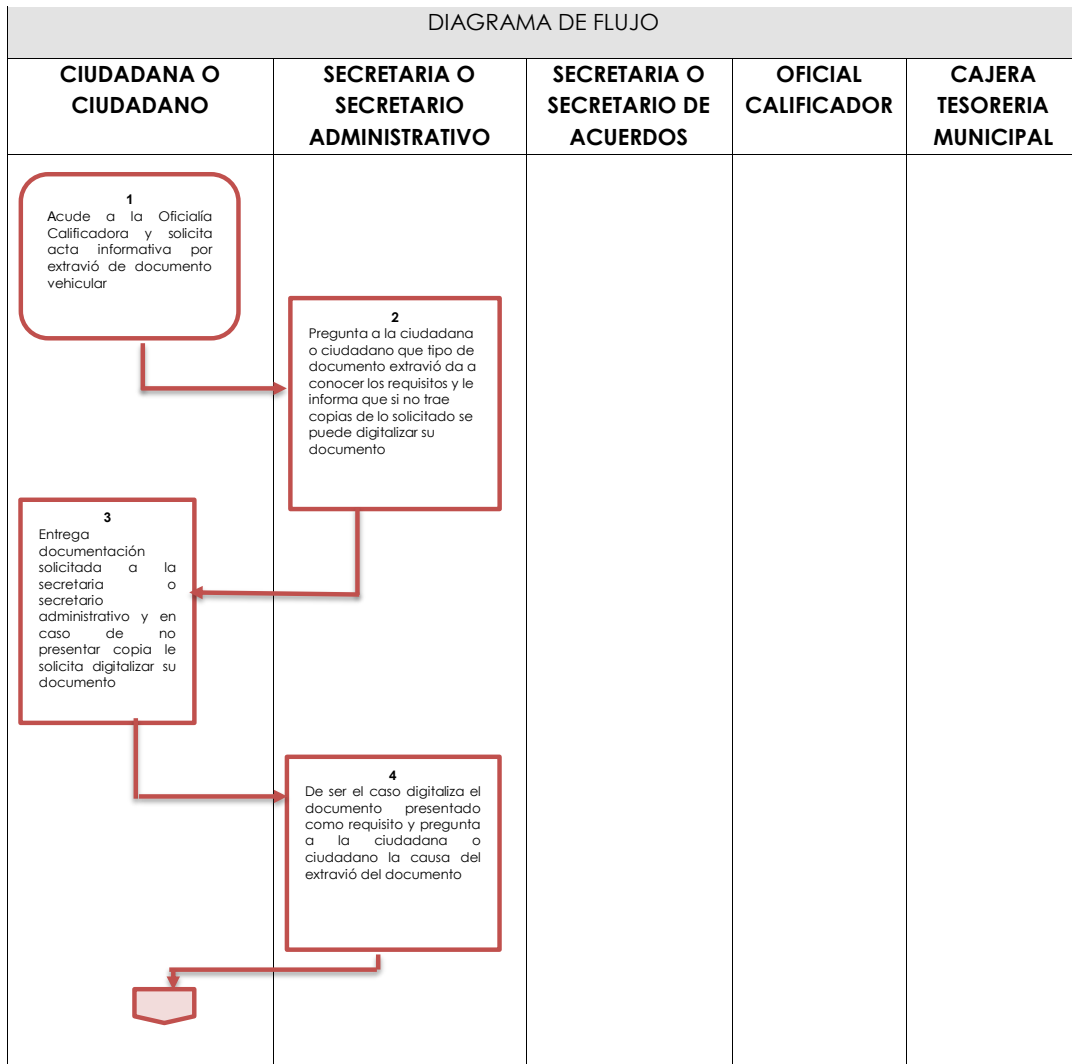 DIAGRAMA DE FLUJO
CIUDADANA O
CIUDADANO
SECRETARIA O
SECRETARIO
ADMINISTRATIVO
SECRETARIA O
SECRETARIO DE
ACUERDOS
OFICIAL
CALIFICADOR
CAJERA
TESORERIA
MUNICIPAL
1
Acude a la Oficialía
Calificadora y solicita
acta informativa por
extravió de documento
vehicular
2
Pregunta a la ciudadana
o ciudadano que tipo de
documento extravió da a
conocer los requisitos y le
informa que si no trae
copias de lo solicitado se
puede digitalizar su
documento
3
Entrega
documentación
solicitada a la
secretaria o
secretario
administrativo y en
caso de no
presentar copia le
solicita digitalizar su
documento
4
De ser el caso digitaliza el
documento presentado
como requisito y pregunta
a la ciudadana o
ciudadano la causa del
extravió del documento